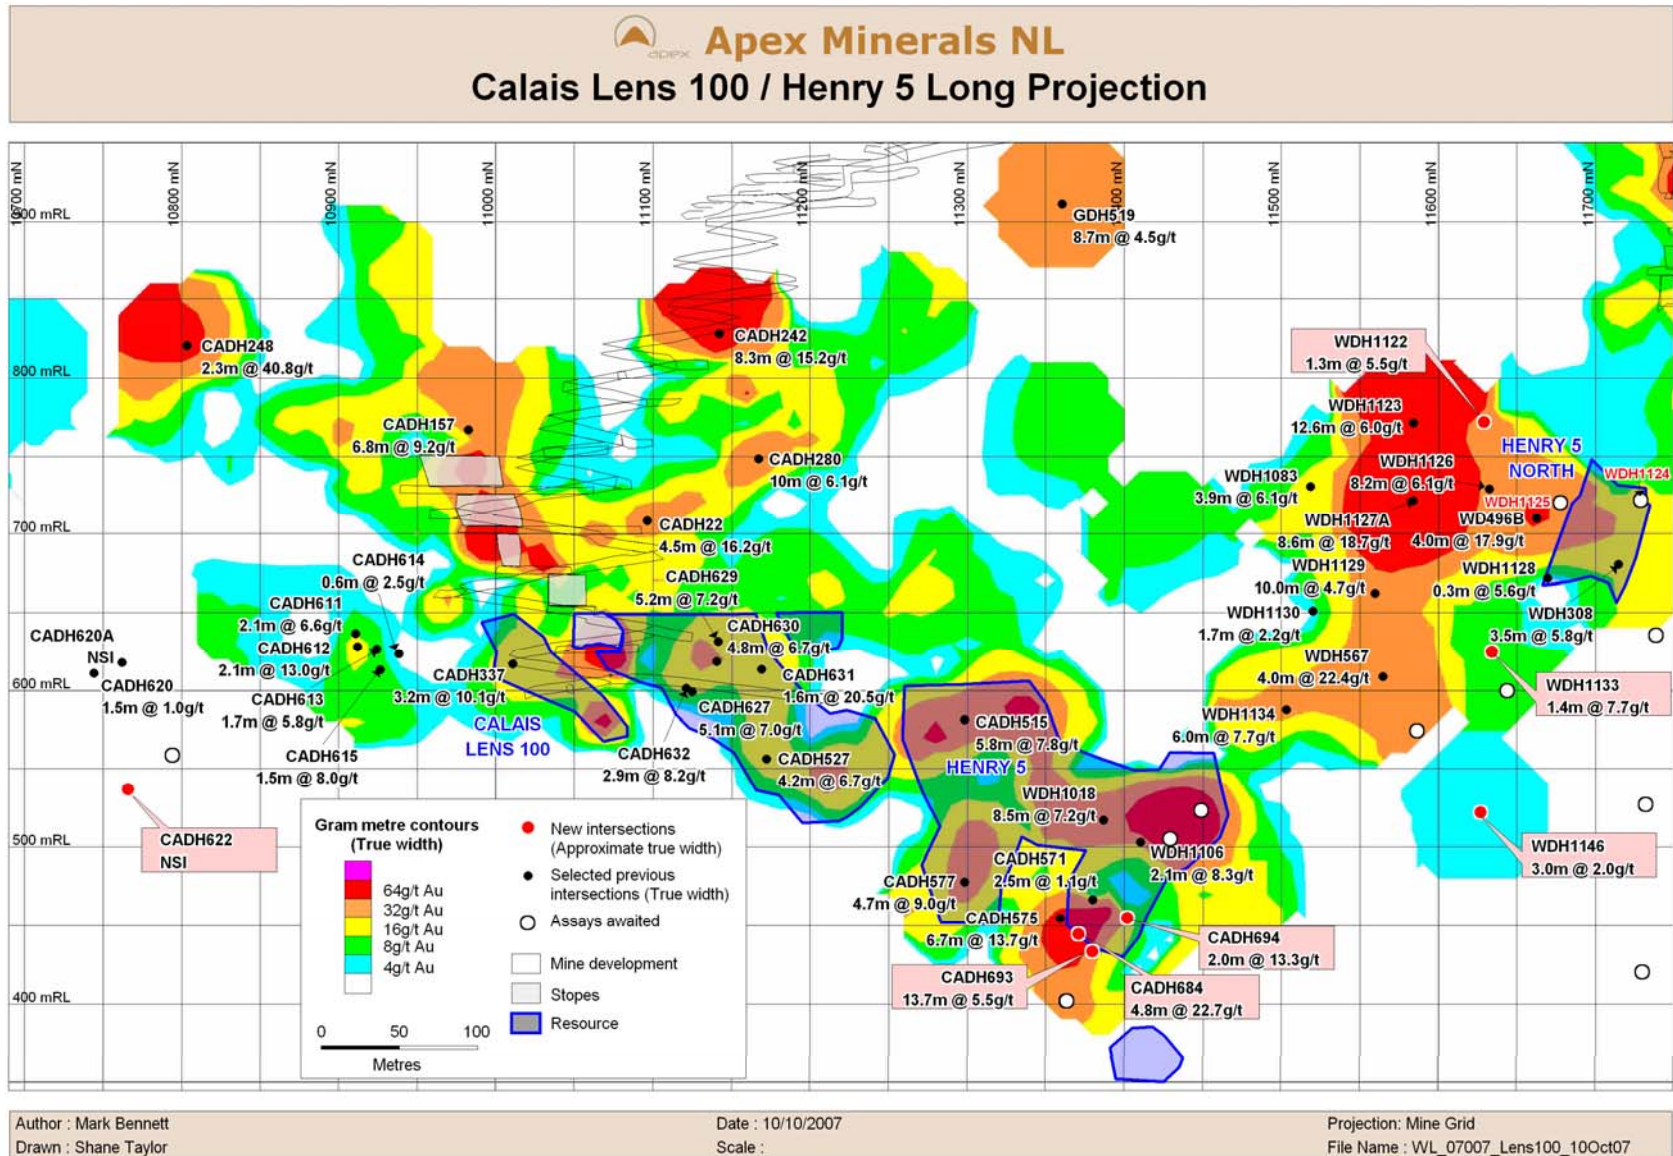 apex Apex Minerals NL
Calais Lens 100 / Henry 5 Long Projection
10700 mN
10800 mN
10900 mN
11000 mN
11100 mN
11200 mN
11300 mN
11400 mN
11500 mN
11600 mN
11700 mN
900 mRL
800 mRL
700 mRL
600 mRL
500 mRL
400 mRL
GDH519
8.7m @ 4.5g/t
CADH248
2.3m @ 40.8g/t
CADH242
8.3m @ 15.2g/t
WDH1122
1.3m @ 5.5g/t
CADH157
6.8m @ 9.2g/t
WDH1123
12.6m @ 6.0g/t
CADH280
10m @ 6.1g/t
WDH1083
3.9m @ 6.1g/t
WDH1126
8.2m @ 6.1g/t
HENRY 5
NORTH
WDH1124
WDH1125
CADH22
4.5m @ 16.2g/t
WDH1127A
8.6m @ 18.7g/t
WD496B
4.0m @ 17.9g/t
CADH614
0.6m @ 2.5g/t
CADH629
5.2m @ 7.2g/t
WDH1129
10.0m @ 4.7g/t
WDH1128
0.3m @ 5.6g/t
CADH611
2.1m @ 6.6g/t
CADH630
4.8m @ 6.7g/t
WDH1130
1.7m @ 2.2g/t
WDH308
3.5m @ 5.8g/t
CADH620A
NSI
CADH612
2.1m @ 13.0g/t
CADH620
1.5m @ 1.0g/t
CADH613
1.7m @ 5.8g/t
CADH337
3.2m @ 10.1g/t
CADH631
1.6m @ 20.5g/t
WDH567
4.0m @ 22.4g/t
WDH1133
1.4m @ 7.7g/t
CALAIS
LENS 100
CADH627
5.1m @ 7.0g/t
CADH515
5.8m @ 7.8g/t
WDH1134
6.0m @ 7.7g/t
CADH615
1.5m @ 8.0g/t
CADH632
2.9m @ 8.2g/t
CADH527
4.2m @ 6.7g/t
HENRY 5
WDH1018
8.5m @ 7.2g/t
CADH622
NSI
WDH1146
3.0m @ 2.0g/t
CADH571
2.5m @ 1.1g/t
WDH1106
2.1m @ 8.3g/t
CADH577
4.7m @ 9.0g/t
CADH575
6.7m @ 13.7g/t
CADH694
2.0m @ 13.3g/t
CADH693
13.7m @ 5.5g/t
CADH684
4.8m @ 22.7g/t
Gram metre contours
(True width)
64g/t Au
32g/t Au
16g/t Au
8g/t Au
4g/t Au
0 50 100
Metres
New intersections
(Approximate true width)
Selected previous
intersections (True width)
Assays awaited
Mine development
Stopes
Resource
Author : Mark Bennett
Date : 10/10/2007
Projection: Mine Grid
Drawn : Shane Taylor
Scale :
File Name : WL_07007_Lens100_10Oct07